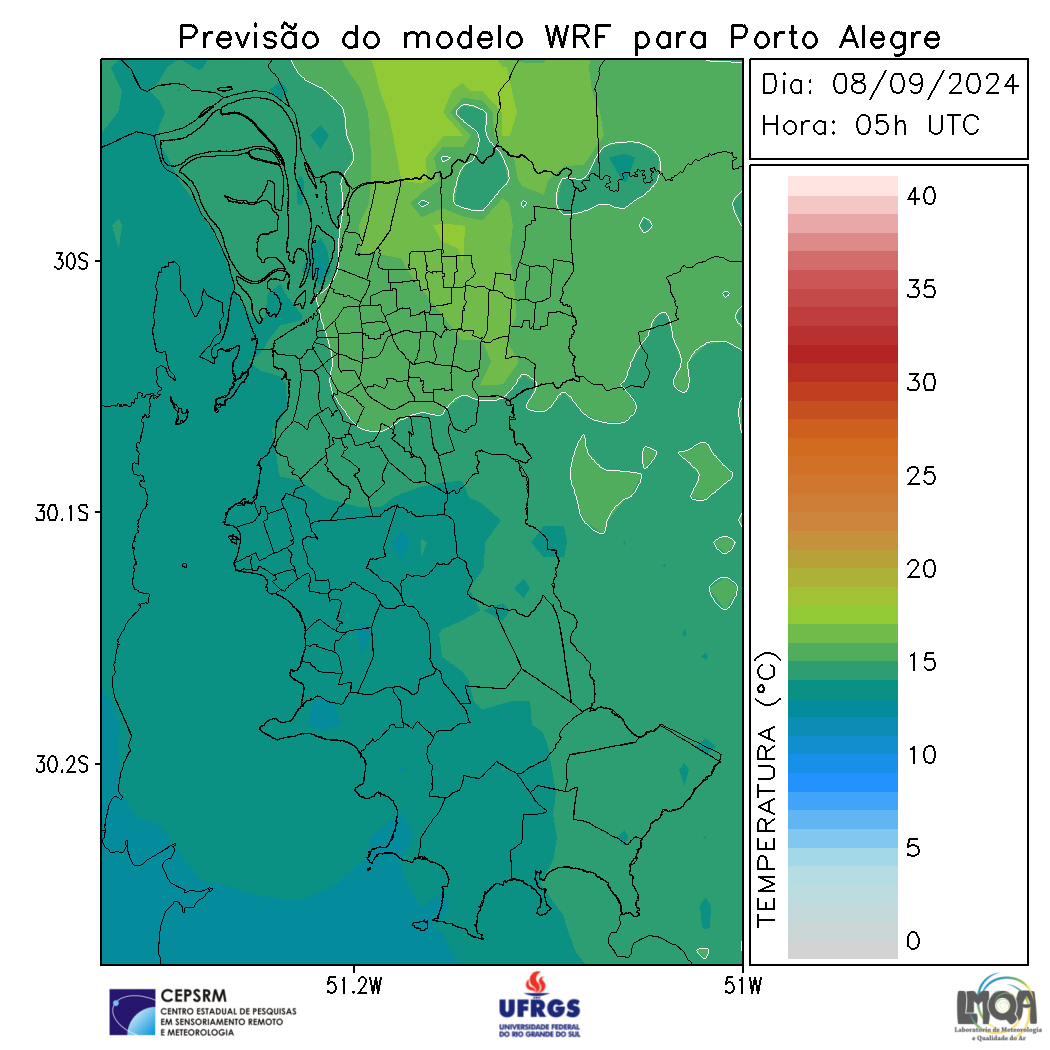 Previsão do modelo WRF para Porto Alegre
Dia: 08/09/2024
Hora: 05h UTC
40
35
30
25
20
15
10
5
0
TEMPERATURA (°C)
30S
30.1S
30.2S
51.2W
51W
CEPSRM
CENTRO ESTADUAL DE PESQUISAS
EM SENSORIAMENTO REMOTO
E METEOROLOGIA
UFRGS
UNIVERSIDADE FEDERAL
DO RIO GRANDE DO SUL
LMQA
Laboratório de Meteorologia
e Qualidade do Ar